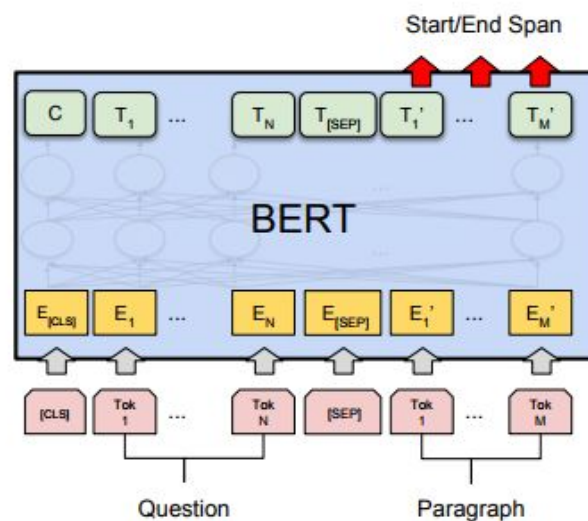 Start/End Span
C T1 ... TN T[SEP] T1' ... TM'
BERT
E[CLS] E1 ... EN E[SEP] E1' ... EM'
[CLS] Tok 1 ... Tok N [SEP] Tok 1 ... Tok M
Question Paragraph